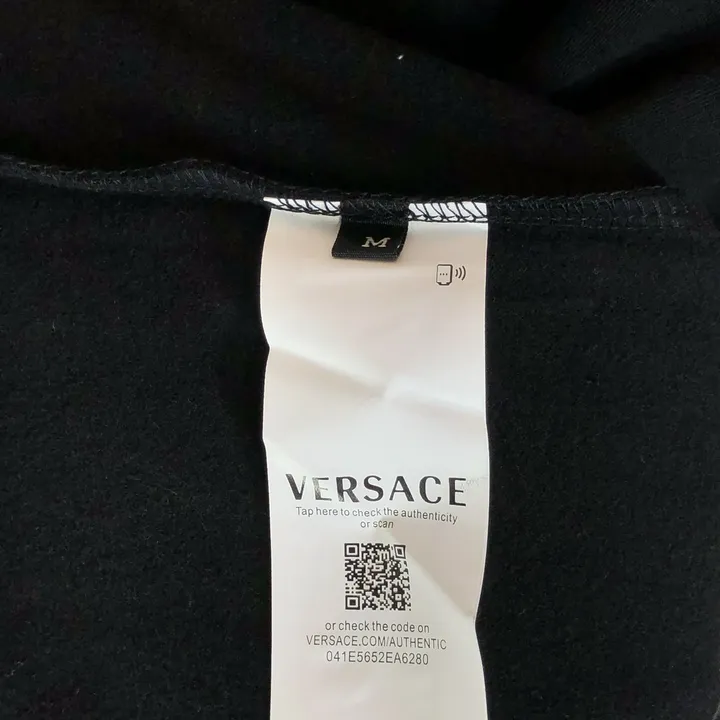 M
VERSACE
Tap here to check the authenticity
or scan
or check the code on
VERSACE.COM/AUTHENTIC
041E5652EA6280